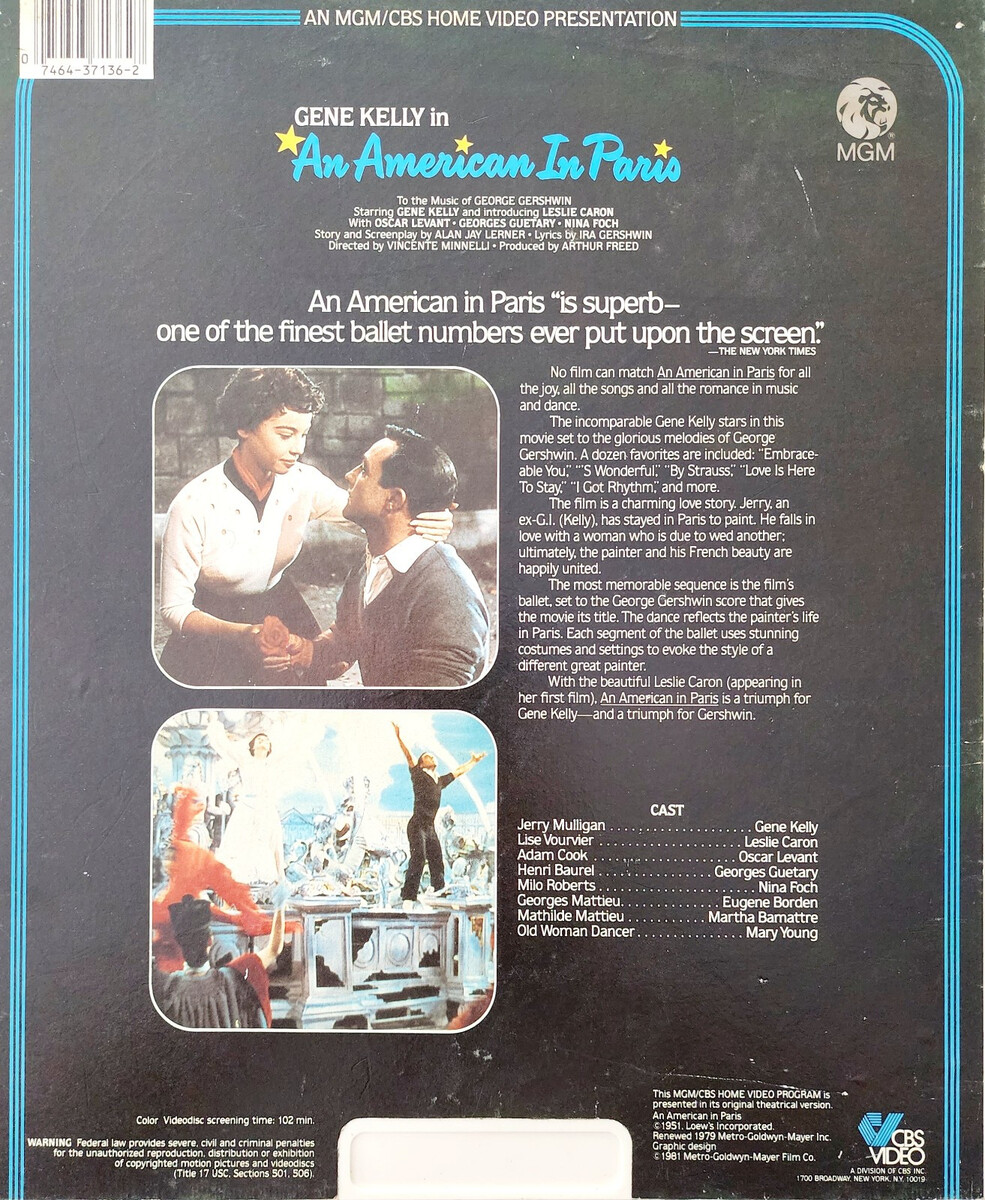 AN MGM/CBS HOME VIDEO PRESENTATION
0 7464-37136-2
GENE KELLY in
An American In Paris
MGM
To the Music of GEORGE GERSHWIN
Starring GENE KELLY and introducing LESLIE CARON
With OSCAR LEVANT • GEORGES GUETARY • NINA FOCH
Story and Screenplay by ALAN JAY LERNER • Lyrics by IRA GERSHWIN
Directed by VINCENTE MINNELLI • Produced by ARTHUR FREED
An American in Paris “is superb—
one of the finest ballet numbers ever put upon the screen.”
—THE NEW YORK TIMES
No film can match An American in Paris for all
the joy, all the songs and all the romance in music
and dance.
The incomparable Gene Kelly stars in this
movie set to the glorious melodies of George
Gershwin. A dozen favorites are included: “Embrace-
able You,” “’S Wonderful,” “By Strauss,” “Love Is Here
To Stay,” “I Got Rhythm,” and more.
The film is a charming love story. Jerry, an
ex-G.I. (Kelly), has stayed in Paris to paint. He falls in
love with a woman who is due to wed another;
ultimately, the painter and his French beauty are
happily united.
The most memorable sequence is the film’s
ballet, set to the George Gershwin score that gives
the movie its title. The dance reflects the painter’s life
in Paris. Each segment of the ballet uses stunning
costumes and settings to evoke the style of a
different great painter.
With the beautiful Leslie Caron (appearing in
her first film), An American in Paris is a triumph for
Gene Kelly—and a triumph for Gershwin.
CAST
Jerry Mulligan . . . . . . . . . . . . . . . . . . . . Gene Kelly
Lise Vourvier . . . . . . . . . . . . . . . . . . . . Leslie Caron
Adam Cook . . . . . . . . . . . . . . . . . . . . Oscar Levant
Henri Baurel . . . . . . . . . . . . . . . . Georges Guetary
Milo Roberts . . . . . . . . . . . . . . . . . . . . . Nina Foch
Georges Mattieu . . . . . . . . . . . . . Eugene Borden
Mathilde Mattieu . . . . . . . . . . Martha Bamattre
Old Woman Dancer . . . . . . . . . . . . . . Mary Young
Color Videodisc screening time: 102 min.
WARNING Federal law provides severe, civil and criminal penalties
for the unauthorized reproduction, distribution or exhibition
of copyrighted motion pictures and videodiscs
(Title 17 USC, Sections 501, 506).
This MGM/CBS HOME VIDEO PROGRAM is
presented in its original theatrical version.
An American in Paris
©1951. Loew’s Incorporated.
Renewed 1979 Metro-Goldwyn-Mayer Inc.
Graphic design
©1981 Metro-Goldwyn-Mayer Film Co.
CBS
VIDEO
A DIVISION OF CBS INC.
1700 BROADWAY, NEW YORK, N.Y. 10019